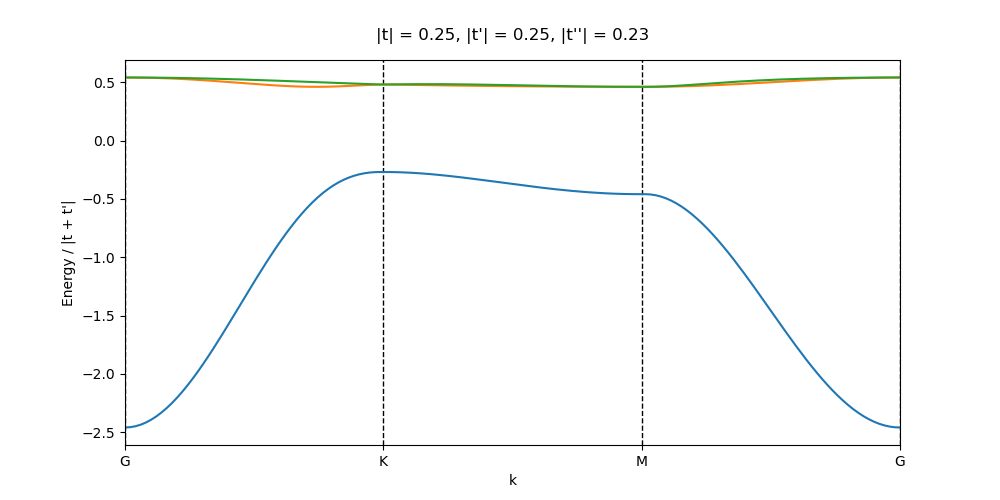 |t| = 0.25, |t'| = 0.25, |t''| = 0.23
Energy / |t + t'|
0.5
0.0
−0.5
−1.0
−1.5
−2.0
−2.5
G K M G
k